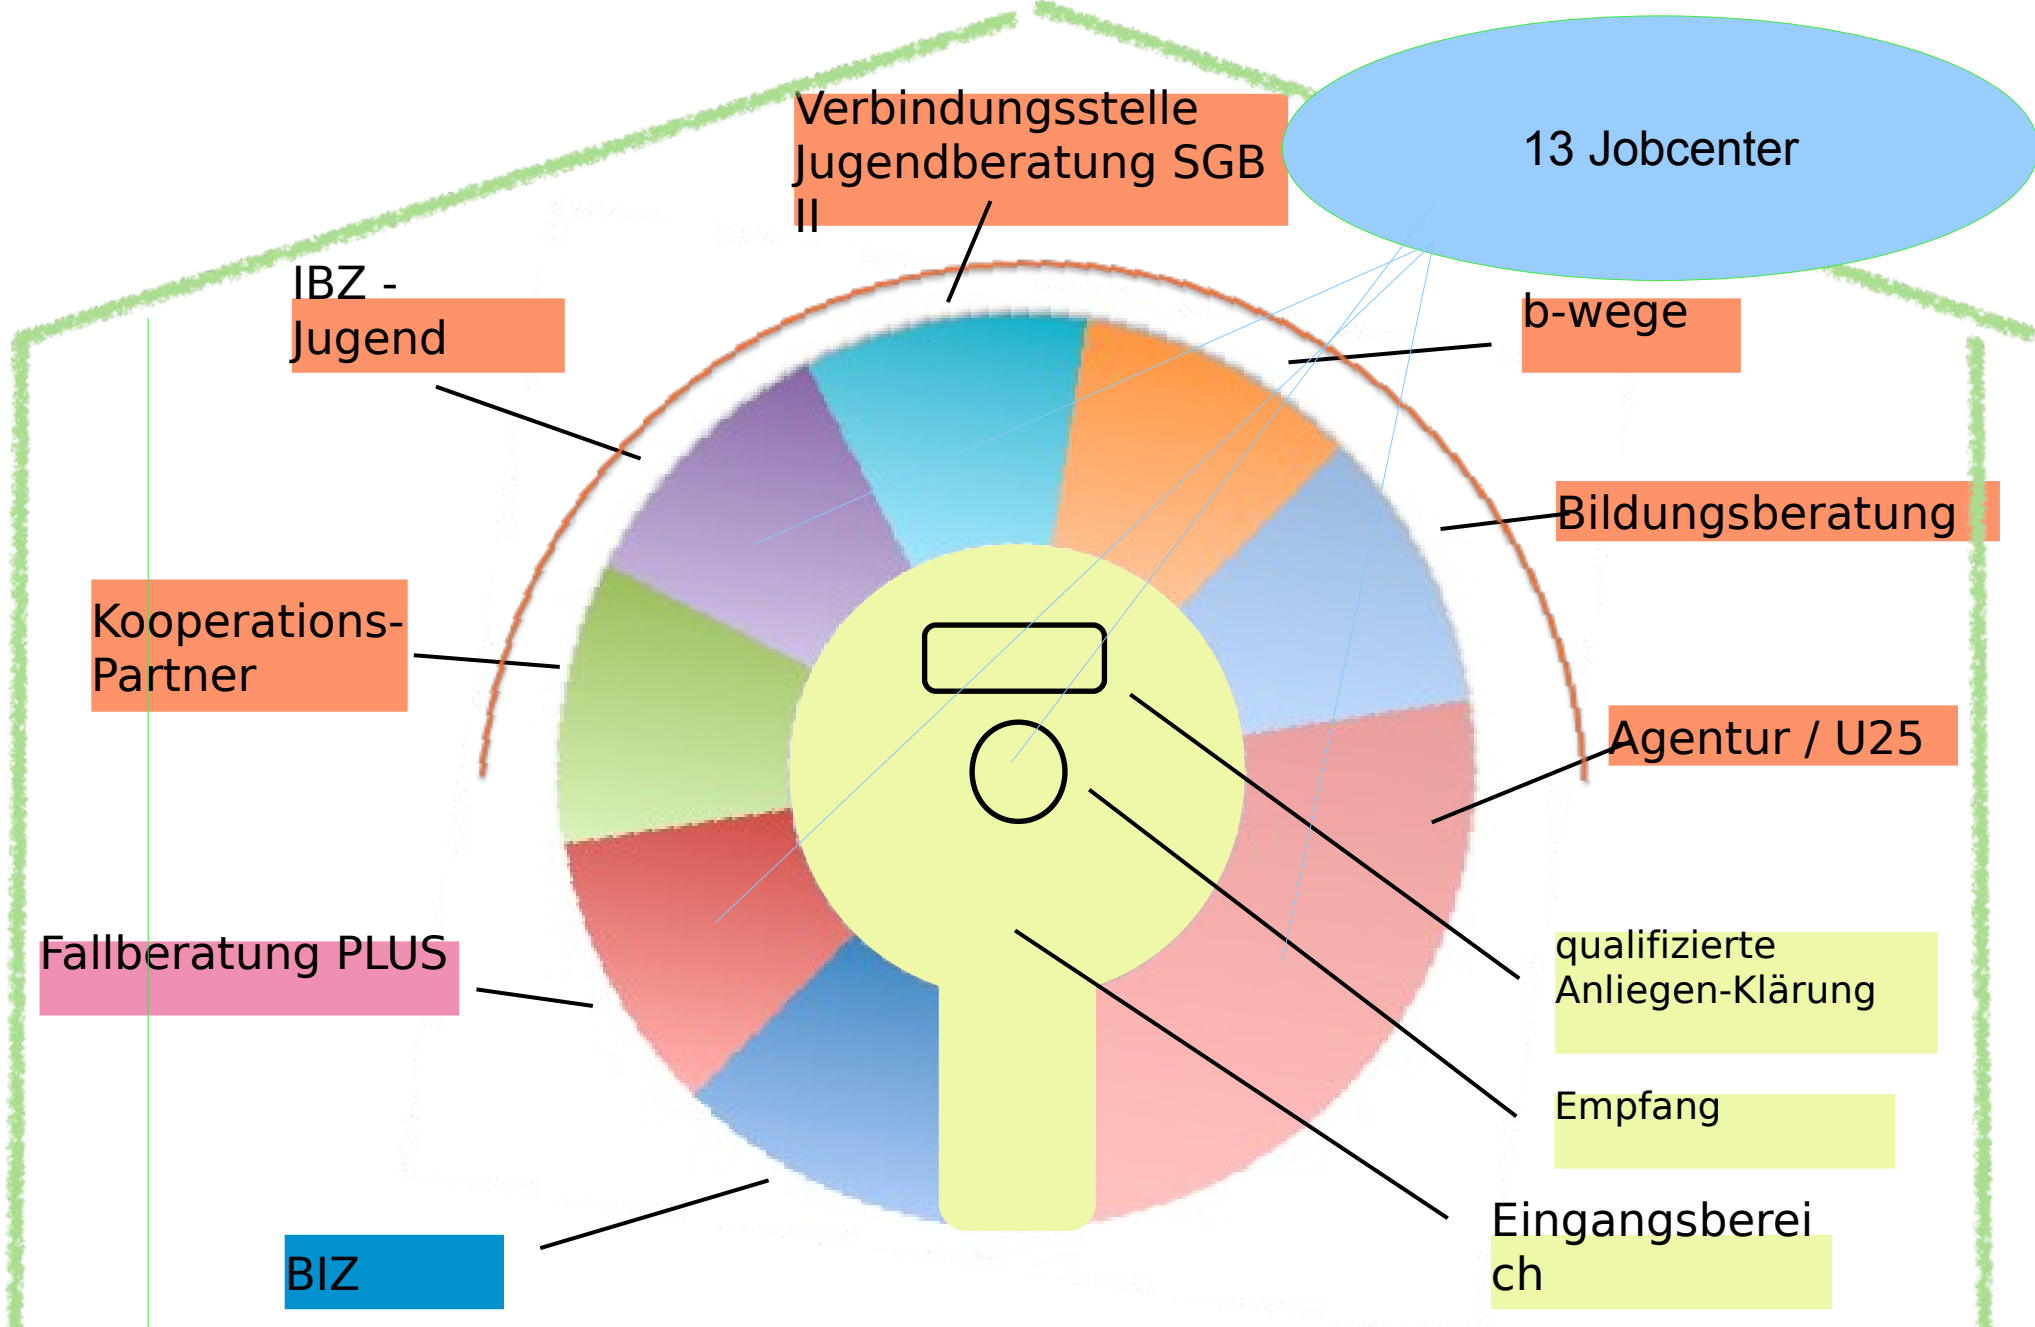 Verbindungsstelle
Jugendberatung SGB
II
13 Jobcenter
IBZ -
Jugend
b-wege
Bildungsberatung
Kooperations-
Partner
Agentur / U25
Fallberatung PLUS
qualifizierte
Anliegen-Klärung
Empfang
Eingangsberei
ch
BIZ